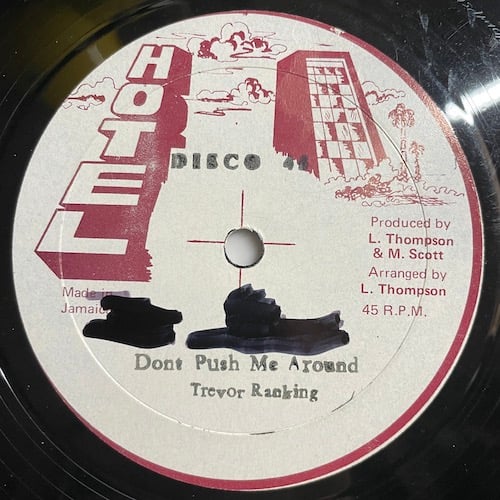 HOTEL
DISCO 45
Produced by
L. Thompson
& M. Scott
Arranged by
L. Thompson
45 R.P.M.
Made in
Jamaica
Dont Push Me Around
Trevor Ranking